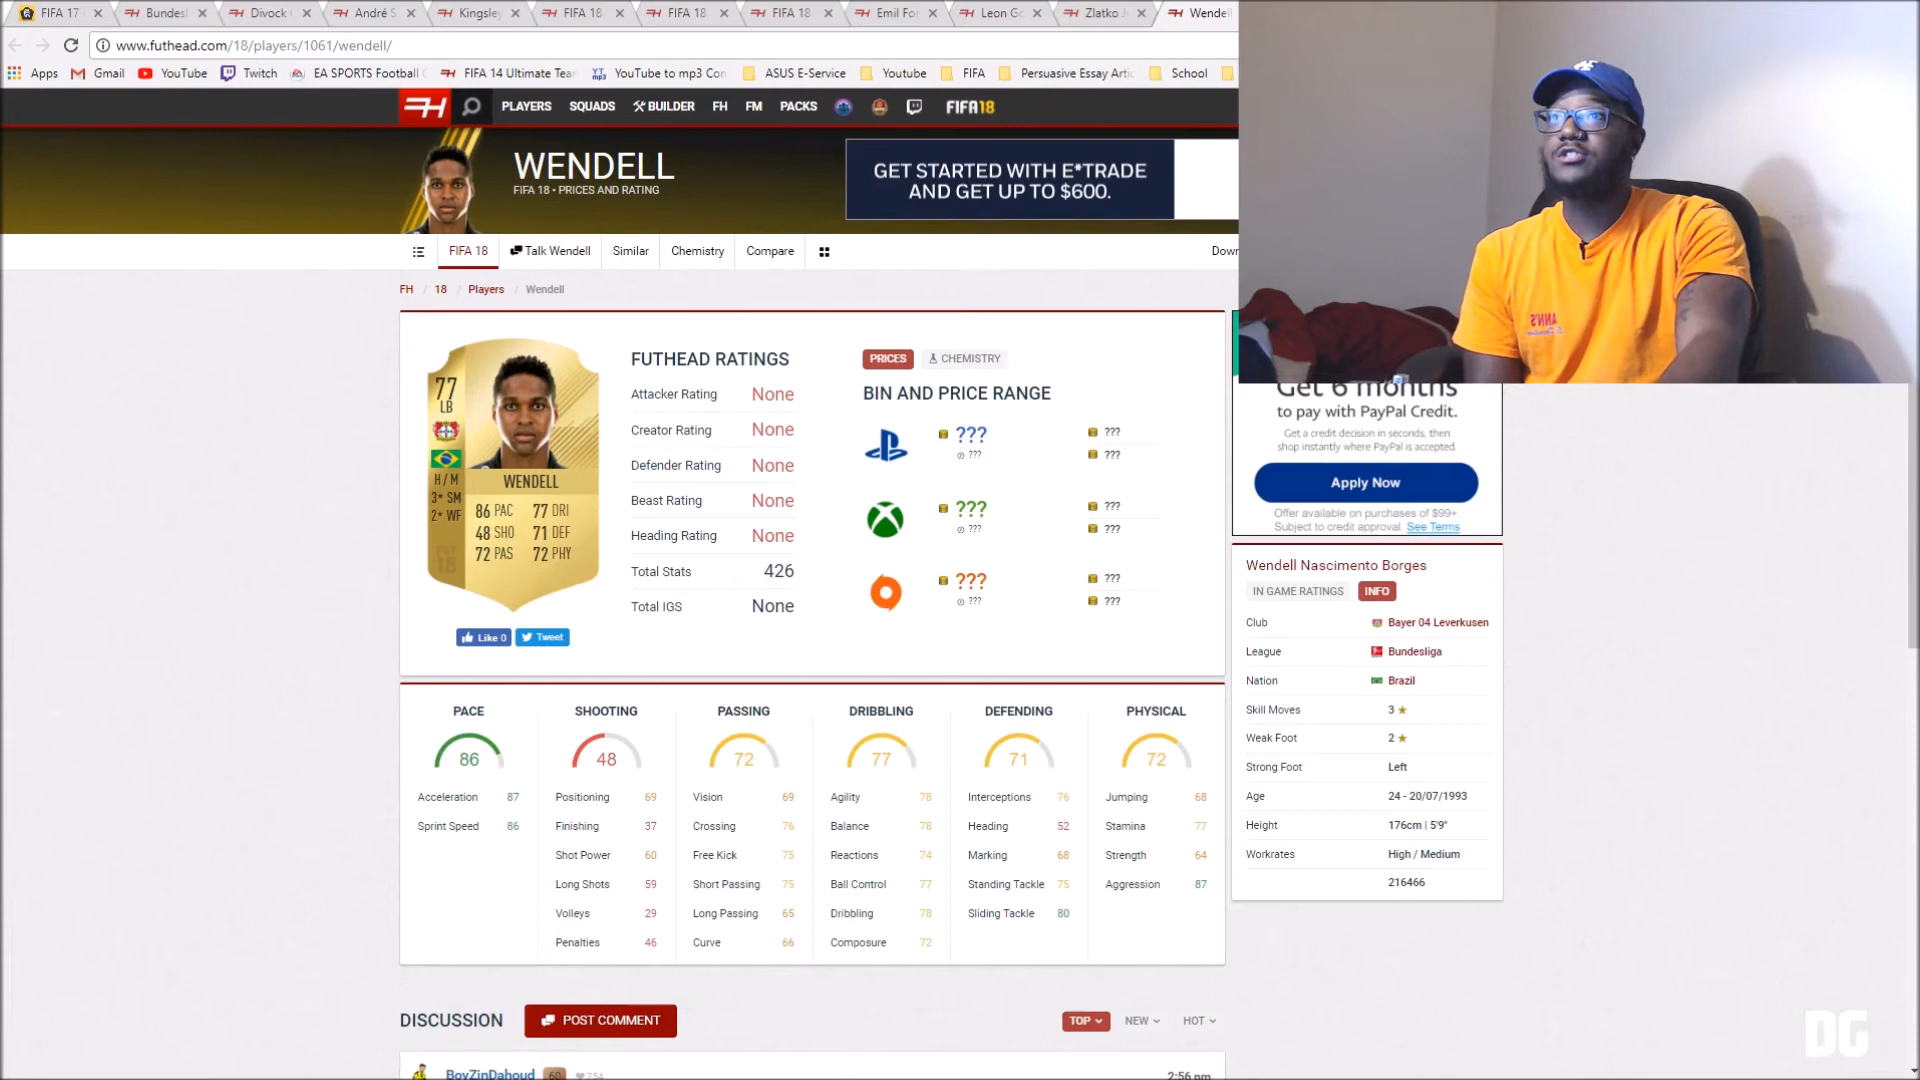 FIFA 17
Bundesl
Divock
André S
Kingsley
FIFA 18
FIFA 18
FIFA 18
Emil For
Leon Go
Zlatko J
Wendell
www.futhead.com/18/players/1061/wendell/
Apps
Gmail
YouTube
Twitch
EA SPORTS Football
FIFA 14 Ultimate Tea
YouTube to mp3 Con
ASUS E-Service
Youtube
FIFA
Persuasive Essay Artic
School
PLAYERS
SQUADS
BUILDER
FH
FM
PACKS
FIFA18
WENDELL
FIFA 18 • PRICES AND RATING
GET STARTED WITH E*TRADE
AND GET UP TO $600.
FIFA 18
Talk Wendell
Similar
Chemistry
Compare
Down
FH / 18 / Players / Wendell
77
LB
H / M
3* SM
2* WF
WENDELL
86 PAC 77 DRI
48 SHO 71 DEF
72 PAS 72 PHY
Like 0
Tweet
FUTHEAD RATINGS
Attacker Rating None
Creator Rating None
Defender Rating None
Beast Rating None
Heading Rating None
Total Stats 426
Total IGS None
PRICES
CHEMISTRY
BIN AND PRICE RANGE
??? ???
??? ???
??? ???
??? ???
??? ???
??? ???
ANN'S
Get 6 months
to pay with PayPal Credit.
Get a credit decision in seconds, then
shop instantly where PayPal is accepted.
Apply Now
Offer available on purchases of $99+
Subject to credit approval. See Terms
Wendell Nascimento Borges
IN GAME RATINGS
INFO
Club Bayer 04 Leverkusen
League Bundesliga
Nation Brazil
Skill Moves 3
Weak Foot 2
Strong Foot Left
Age 24 - 20/07/1993
Height 176cm | 5'9"
Workrates High / Medium
216466
PACE
86
Acceleration 87
Sprint Speed 86
SHOOTING
48
Positioning 69
Finishing 37
Shot Power 60
Long Shots 59
Volleys 29
Penalties 46
PASSING
72
Vision 69
Crossing 76
Free Kick 75
Short Passing 75
Long Passing 65
Curve 66
DRIBBLING
77
Agility 78
Balance 78
Reactions 74
Ball Control 77
Dribbling 78
Composure 72
DEFENDING
71
Interceptions 76
Heading 52
Marking 68
Standing Tackle 75
Sliding Tackle 80
PHYSICAL
72
Jumping 68
Stamina 77
Strength 64
Aggression 87
DISCUSSION
POST COMMENT
TOP
NEW
HOT
BoyZinDahoud 60 254
2:56 pm
DG